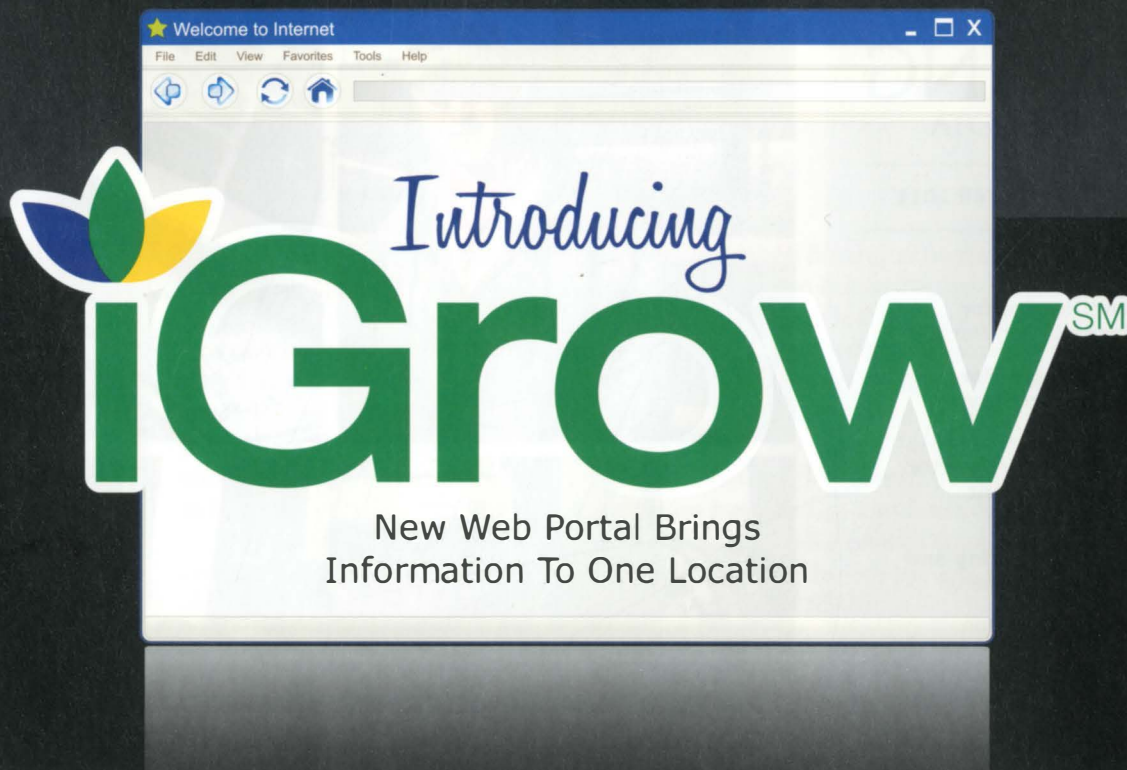 Welcome to Internet
File Edit View Favorites Tools Help
Introducing
iGrow SM
New Web Portal Brings
Information To One Location